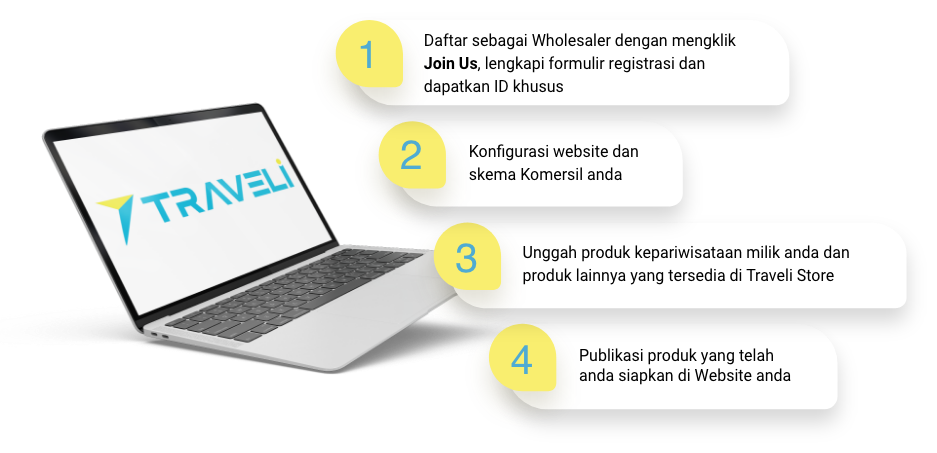 1
Daftar sebagai Wholesaler dengan mengklik
Join Us, lengkapi formulir registrasi dan
dapatkan ID khusus
2
Konfigurasi website dan
skema Komersil anda
TRAVELI
3
Unggah produk kepariwisataan milik anda dan
produk lainnya yang tersedia di Traveli Store
4
Publikasi produk yang telah
anda siapkan di Website anda